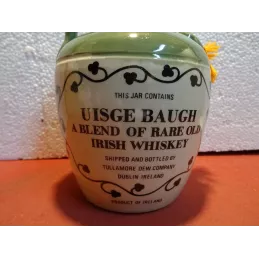 THIS JAR CONTAINS
UISGE BAUGH
A BLEND OF RARE OLD
IRISH WHISKEY
SHIPPED AND BOTTLED BY
TULLAMORE DEW COMPANY
DUBLIN IRELAND
PRODUCT OF IRELAND